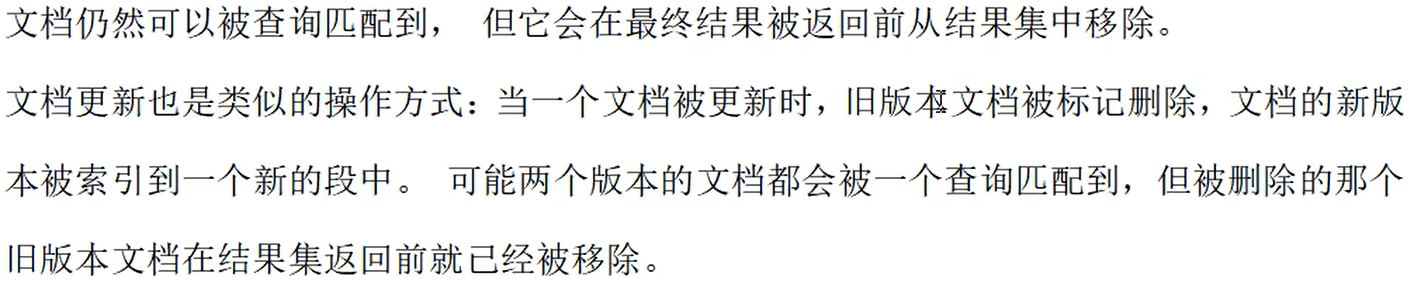 文档仍然可以被查询匹配到， 但它会在最终结果被返回前从结果集中移除。
文档更新也是类似的操作方式：当一个文档被更新时，旧版本文档被标记删除，文档的新版
本被索引到一个新的段中。 可能两个版本的文档都会被一个查询匹配到，但被删除的那个
旧版本文档在结果集返回前就已经被移除。